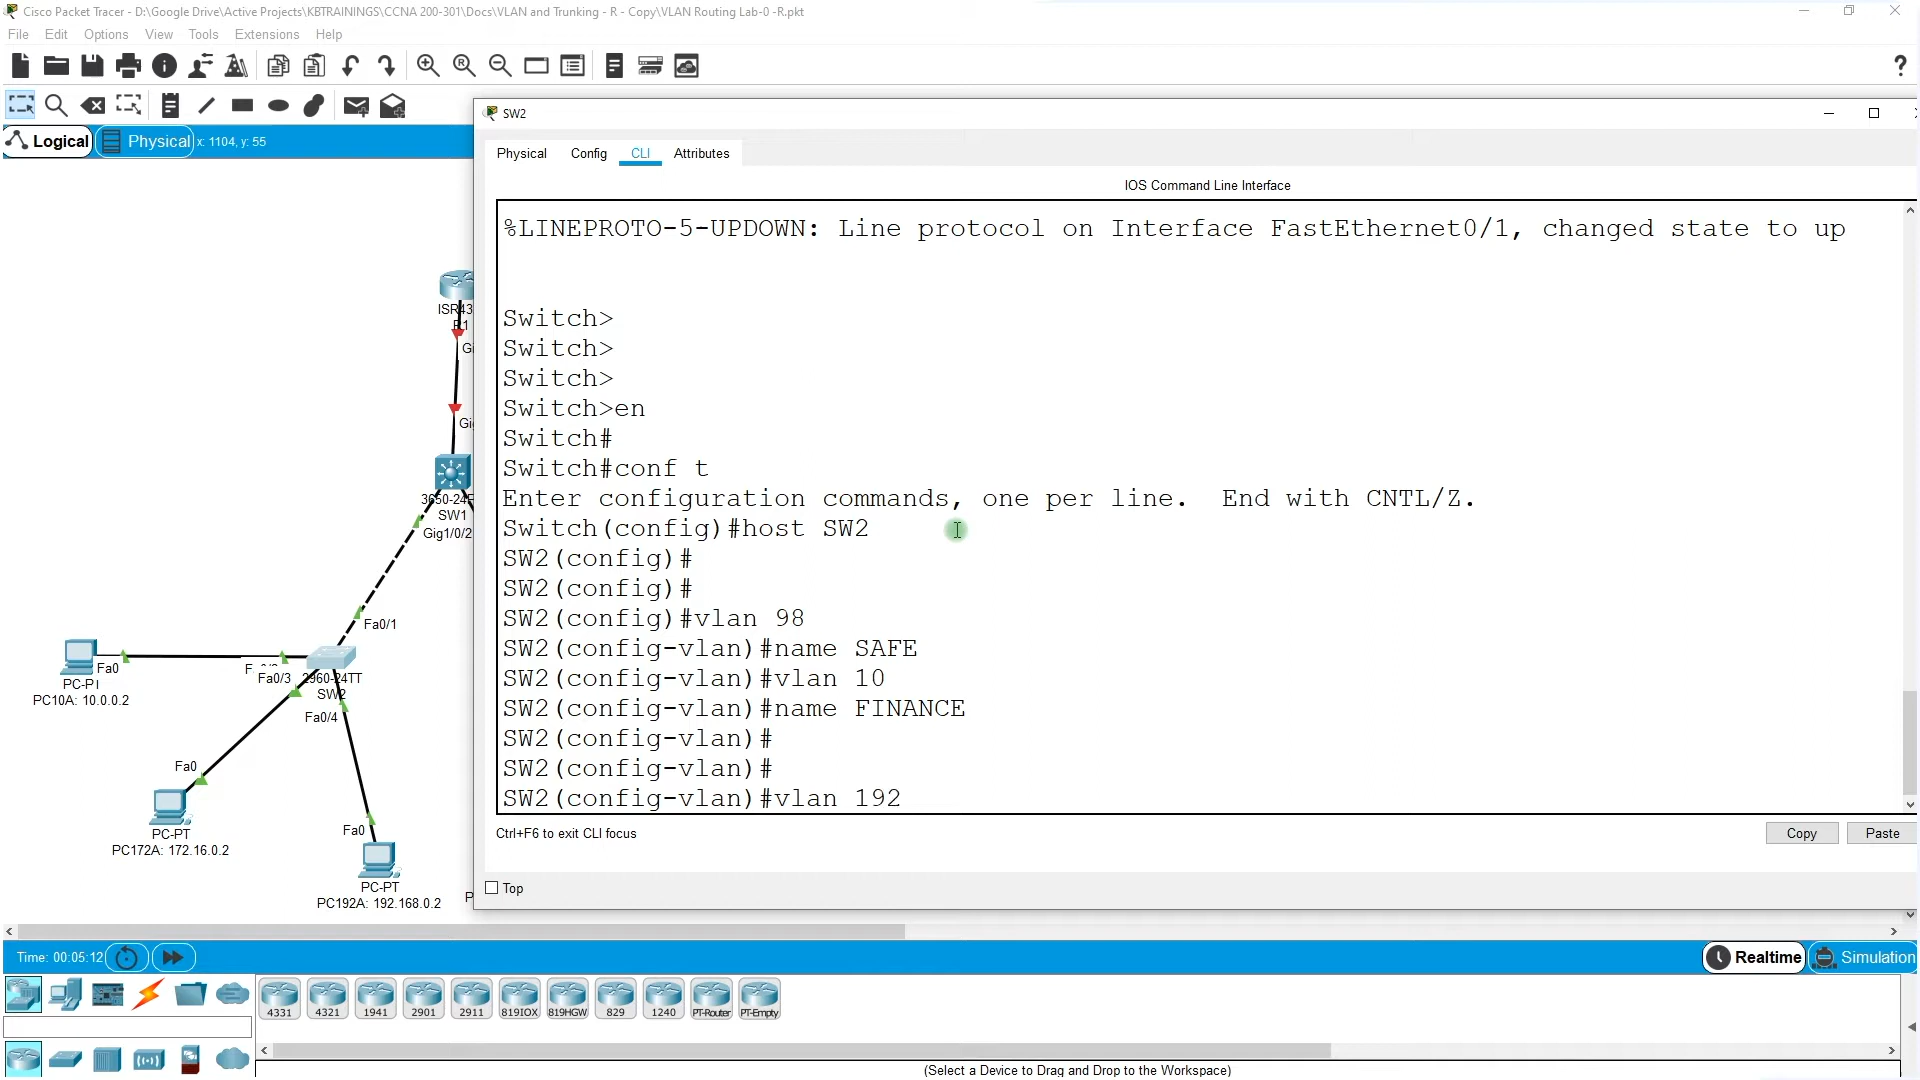 Cisco Packet Tracer - D:\Google Drive\Active Projects\KBTRAININGS\CCNA 200-301\Docs\VLAN and Trunking - R - Copy\VLAN Routing Lab-0 -R.pkt
File Edit Options View Tools Extensions Help
SW2
Logical Physical x: 1104, y: 55
Physical Config CLI Attributes
IOS Command Line Interface
%LINEPROTO-5-UPDOWN: Line protocol on Interface FastEthernet0/1, changed state to up
Switch>
Switch>
Switch>
Switch>en
Switch#
Switch#conf t
Enter configuration commands, one per line. End with CNTL/Z.
Switch(config)#host SW2
SW2(config)#
SW2(config)#
SW2(config)#vlan 98
SW2(config-vlan)#name SAFE
SW2(config-vlan)#vlan 10
SW2(config-vlan)#name FINANCE
SW2(config-vlan)#
SW2(config-vlan)#
SW2(config-vlan)#vlan 192
Ctrl+F6 to exit CLI focus
Copy Paste
Top
ISR43
R1
Gi
Gi
SW1
Gig1/0/2
Fa0/1
Fa0
Fa0/3
2960-24TT
SW2
PC-PT
PC10A: 10.0.0.2
Fa0/4
Fa0
PC-PT
PC172A: 172.16.0.2
Fa0
PC-PT
PC192A: 192.168.0.2
Time: 00:05:12
Realtime Simulation
4331 4321 1941 2901 2911 819IOX 819HGW 829 1240 PT-Router PT-Empty
(Select a Device to Drag and Drop to the Workspace)